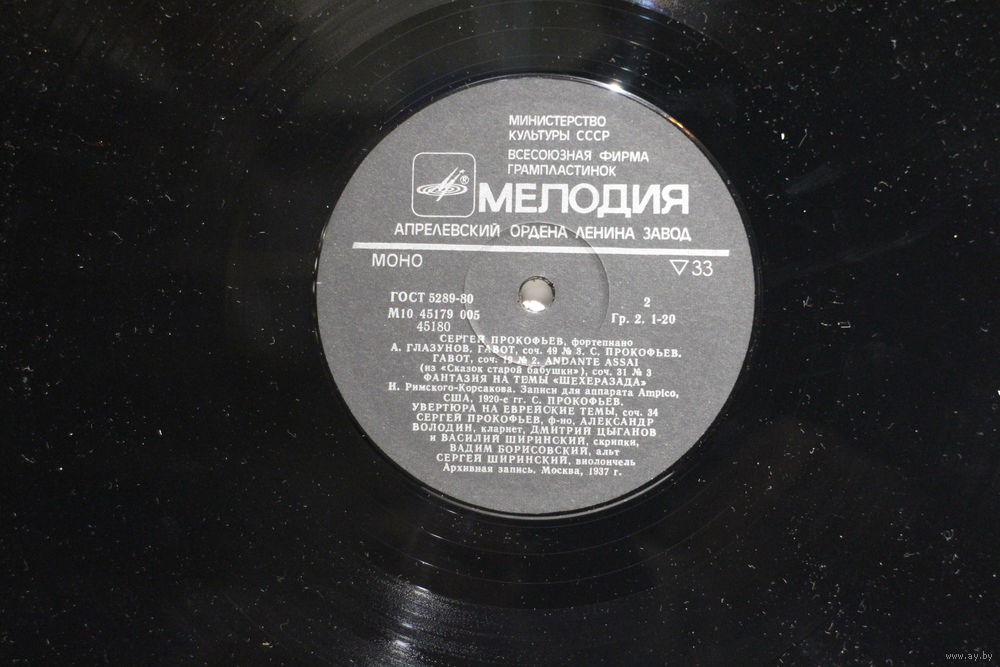 МИНИСТЕРСТВО
КУЛЬТУРЫ СССР
ВСЕСОЮЗНАЯ ФИРМА
ГРАМПЛАСТИНОК
®
МЕЛОДИЯ
АПРЕЛЕВСКИЙ ОРДЕНА ЛЕНИНА ЗАВОД
МОНО
▽33
ГОСТ 5289-80
М10 45179 005
45180
2
Гр. 2. 1-20
СЕРГЕЙ ПРОКОФЬЕВ, фортепиано
А. ГЛАЗУНОВ, ГАВОТ, соч. 49 № 3. С. ПРОКОФЬЕВ.
ГАВОТ, соч. 12 № 2. ANDANTE ASSAI
(из «Сказок старой бабушки»), соч. 31 № 3
ФАНТАЗИЯ НА ТЕМЫ «ШЕХЕРАЗАДА»
Н. Римского-Корсакова. Записи для аппарата Ampico,
США, 1920-е гг. С. ПРОКОФЬЕВ.
УВЕРТЮРА НА ЕВРЕЙСКИЕ ТЕМЫ, соч. 34
СЕРГЕЙ ПРОКОФЬЕВ, ф-но, АЛЕКСАНДР
ВОЛОДИН, кларнет, ДМИТРИЙ ЦЫГАНОВ
и ВАСИЛИЙ ШИРИНСКИЙ, скрипки,
ВАДИМ БОРИСОВСКИЙ, альт
СЕРГЕЙ ШИРИНСКИЙ, виолончель
Архивная запись. Москва, 1937 г.
www.ay.by